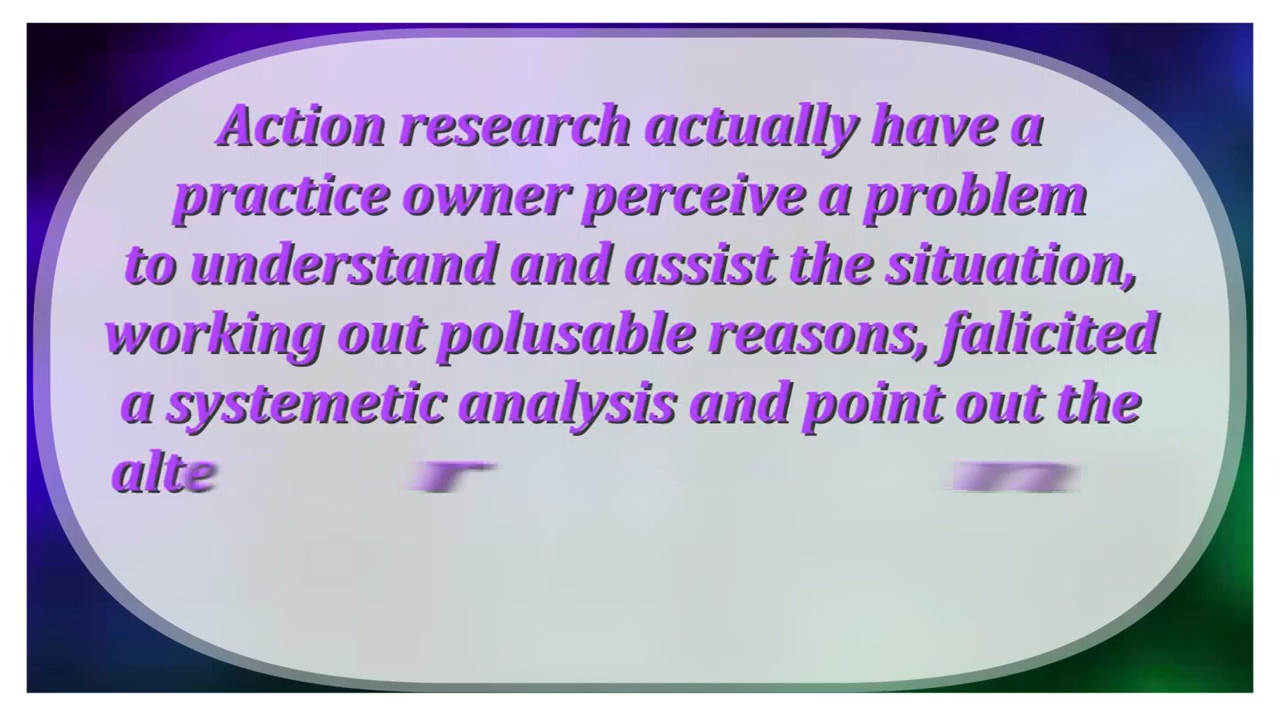 Action research actually have a
practice owner perceive a problem
to understand and assist the situation,
working out polusable reasons, falicited
a systemetic analysis and point out the
alte r n